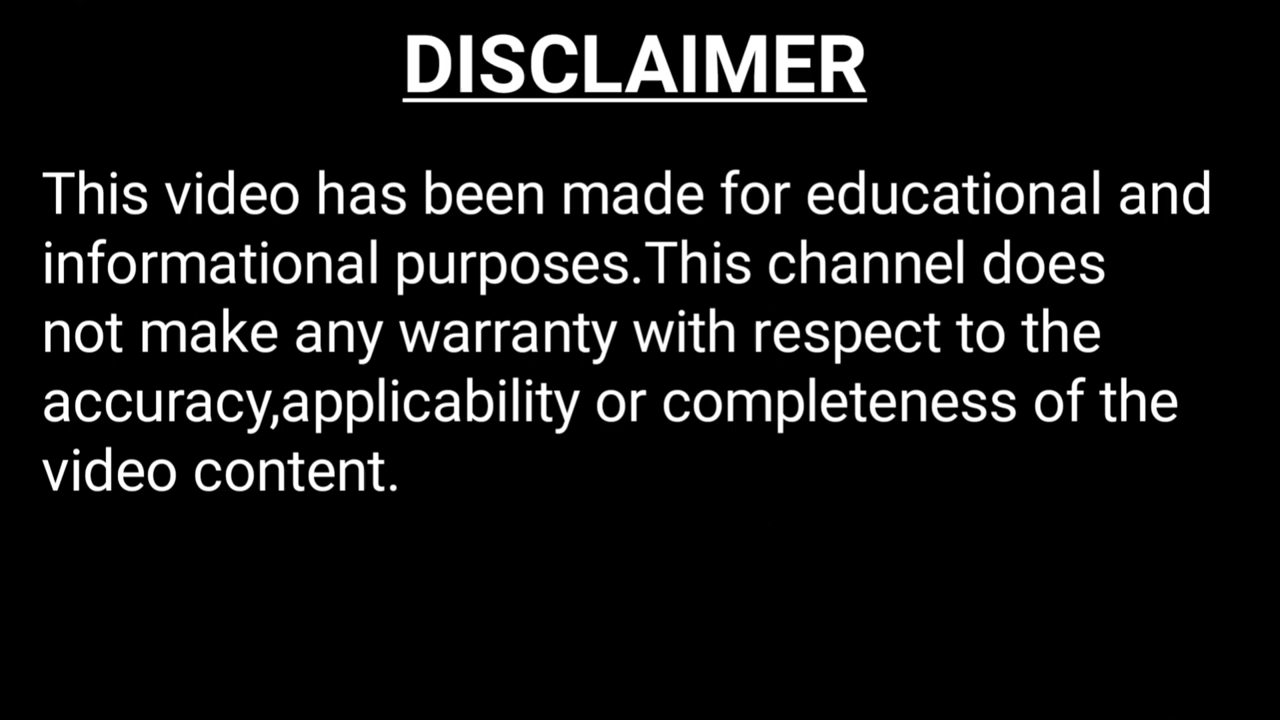 DISCLAIMER
This video has been made for educational and
informational purposes.This channel does
not make any warranty with respect to the
accuracy,applicability or completeness of the
video content.